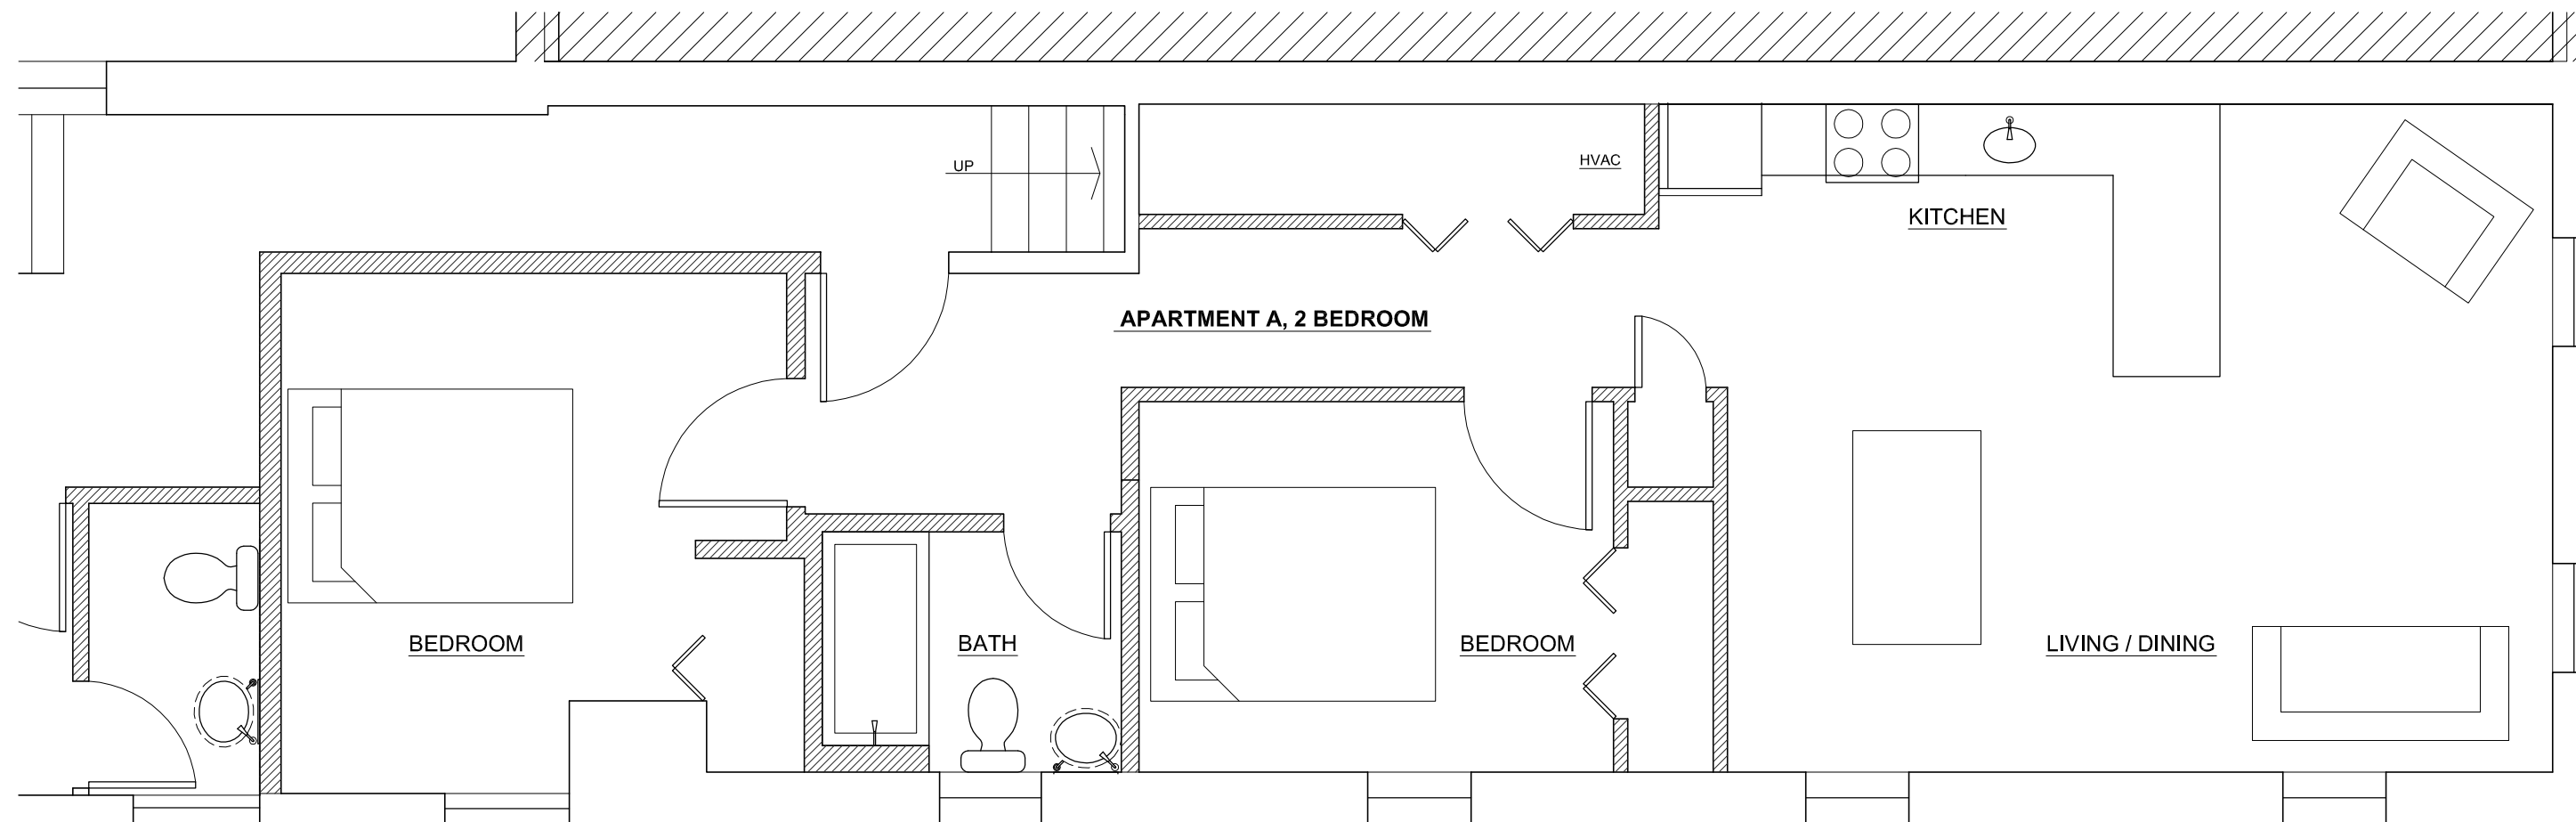 UP
HVAC
KITCHEN
APARTMENT A, 2 BEDROOM
BEDROOM
BATH
BEDROOM
LIVING / DINING